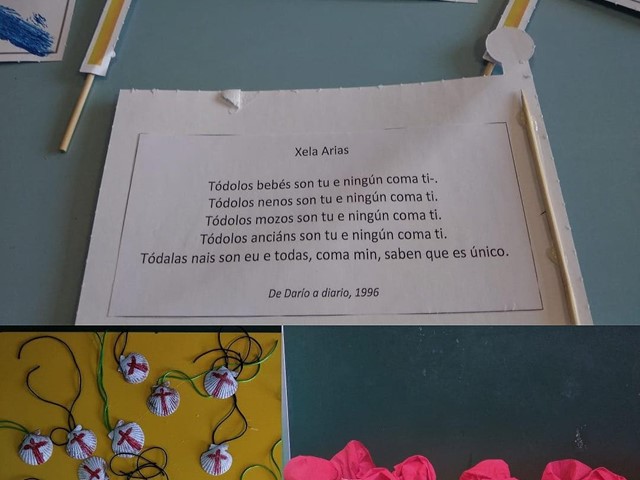 Xela Arias
Tódolos bebés son tu e ningún coma ti-.
Tódolos nenos son tu e ningún coma ti.
Tódolos mozos son tu e ningún coma ti.
Tódolos anciáns son tu e ningún coma ti.
Tódalas nais son eu e todas, coma min, saben que es único.
De Darío a diario, 1996